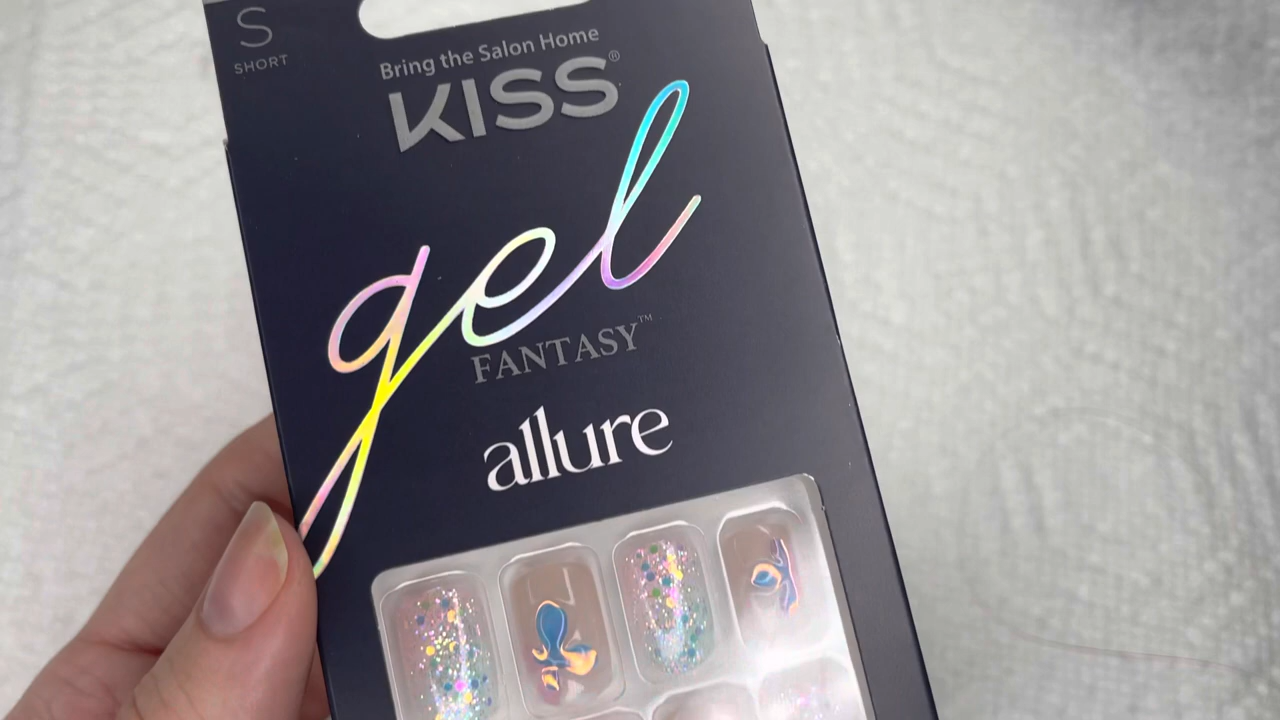 S
SHORT
Bring the Salon Home
KISS®
gel
FANTASY™
allure